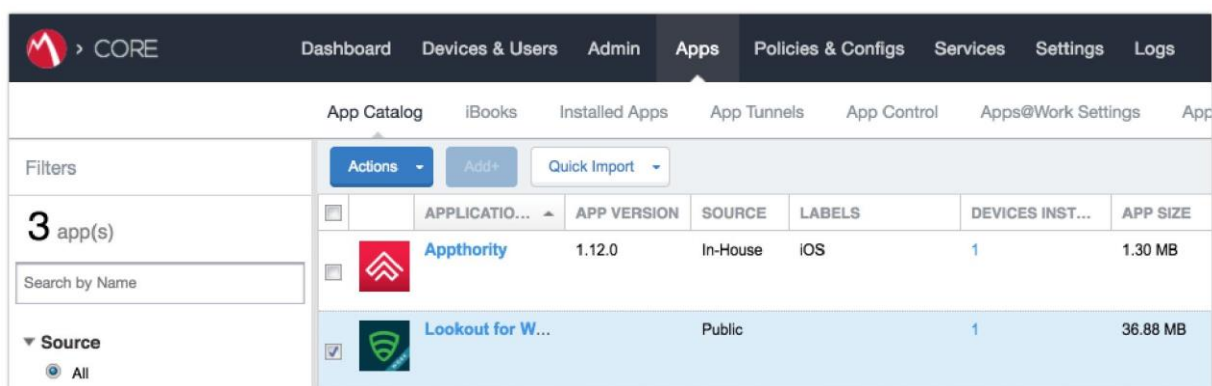 › CORE Dashboard Devices & Users Admin Apps Policies & Configs Services Settings Logs
App Catalog iBooks Installed Apps App Tunnels App Control Apps@Work Settings App
Filters Actions Add+ Quick Import
3 app(s)
APPLICATIO... APP VERSION SOURCE LABELS DEVICES INST... APP SIZE
Appthority 1.12.0 In-House iOS 1 1.30 MB
Search by Name
Lookout for W... Public 1 36.88 MB
Source
All